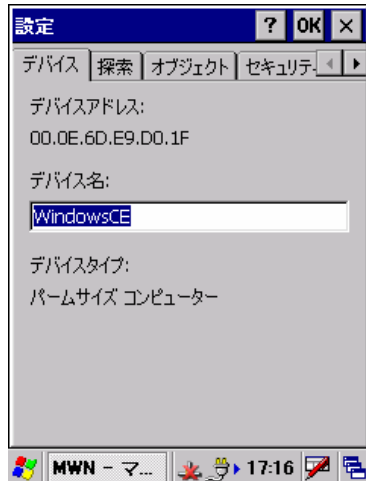 設定 ? OK ×
デバイス 探索 オブジェクト セキュリテ
デバイスアドレス:
00.0E.6D.E9.D0.1F
デバイス名:
WindowsCE
デバイスタイプ:
パームサイズ コンピューター
MWN - マ... 17:16